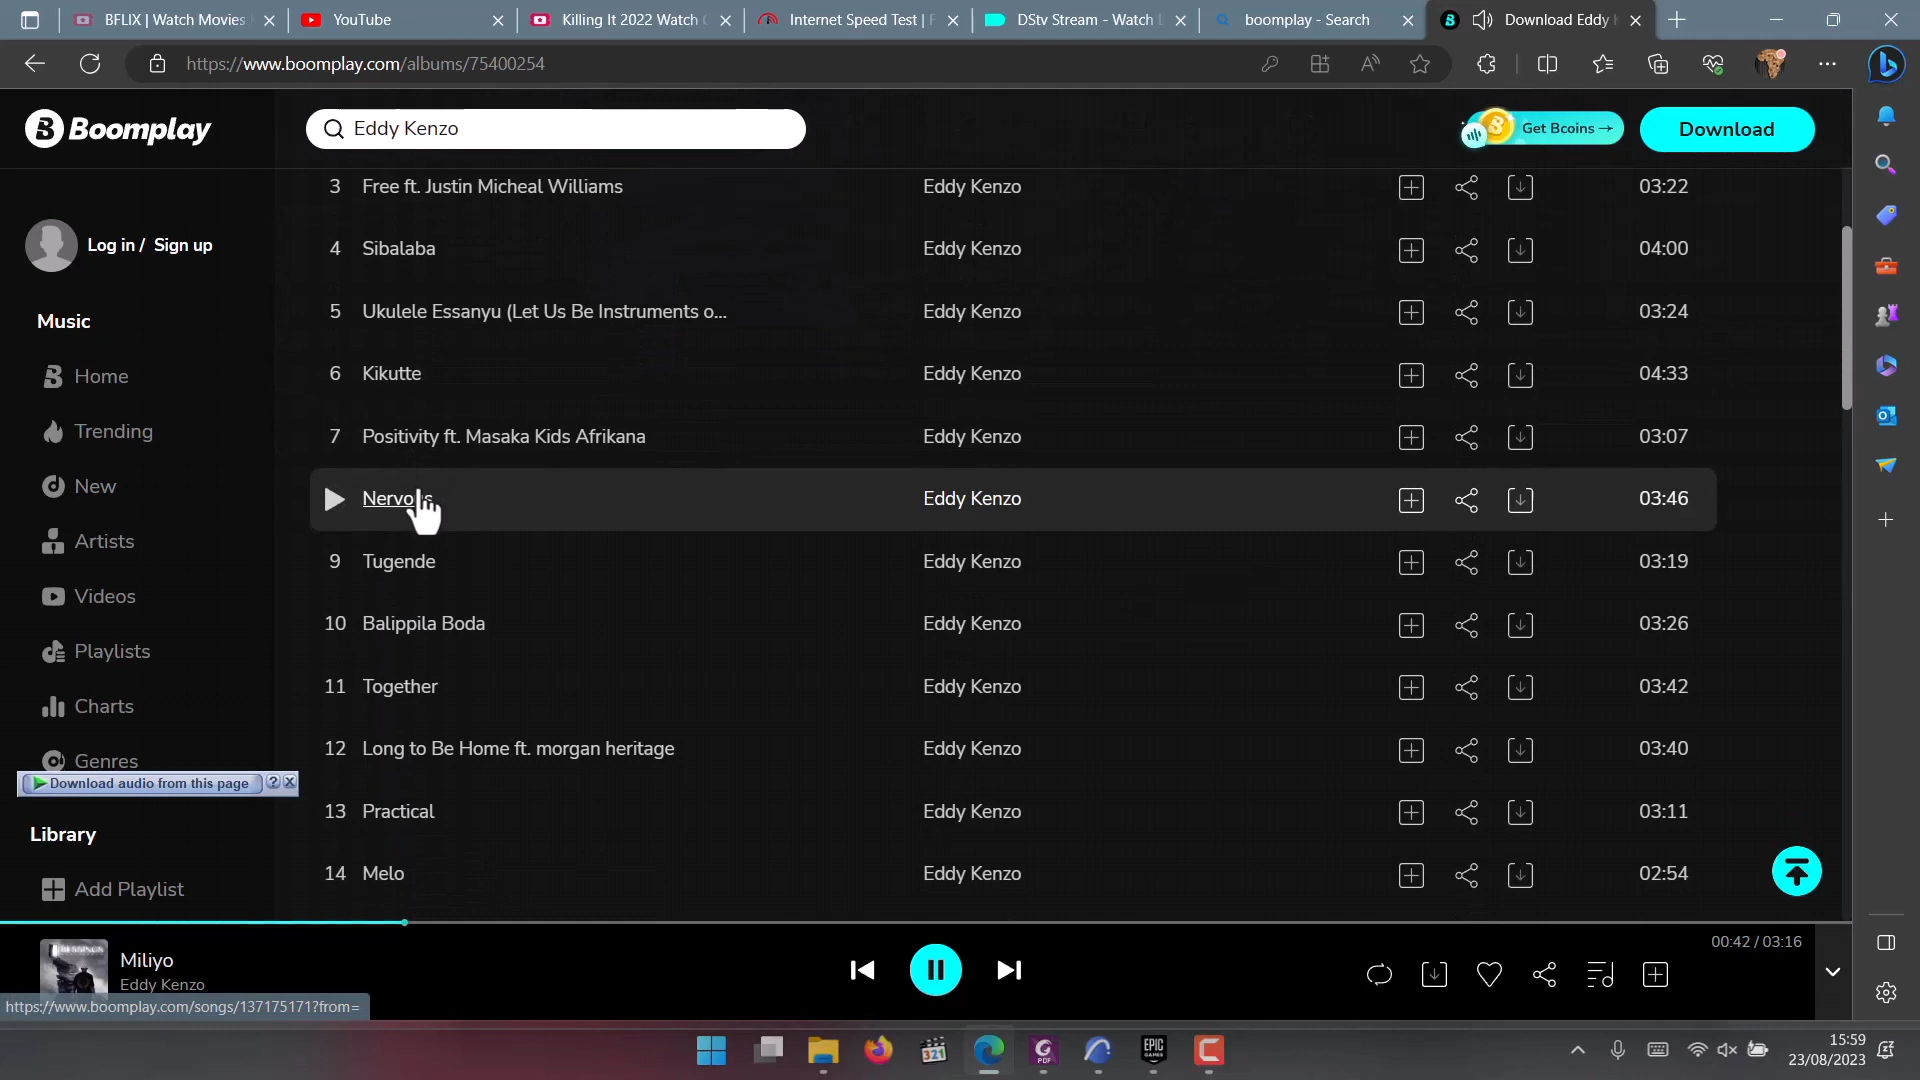 BFLIX | Watch Movies
YouTube
Killing It 2022 Watch
Internet Speed Test |
DStv Stream - Watch
boomplay - Search
Download Eddy
https://www.boomplay.com/albums/75400254
Boomplay
Eddy Kenzo
Get Bcoins →
Download
Log in / Sign up
Music
Home
Trending
New
Artists
Videos
Playlists
Charts
Genres
Download audio from this page
Library
Add Playlist
3 Free ft. Justin Micheal Williams Eddy Kenzo 03:22
4 Sibalaba Eddy Kenzo 04:00
5 Ukulele Essanyu (Let Us Be Instruments o... Eddy Kenzo 03:24
6 Kikutte Eddy Kenzo 04:33
7 Positivity ft. Masaka Kids Afrikana Eddy Kenzo 03:07
Nervous Eddy Kenzo 03:46
9 Tugende Eddy Kenzo 03:19
10 Balippila Boda Eddy Kenzo 03:26
11 Together Eddy Kenzo 03:42
12 Long to Be Home ft. morgan heritage Eddy Kenzo 03:40
13 Practical Eddy Kenzo 03:11
14 Melo Eddy Kenzo 02:54
00:42 / 03:16
Miliyo
Eddy Kenzo
https://www.boomplay.com/songs/137175171?from=
321
PDF
EPIC GAMES
15:59
23/08/2023